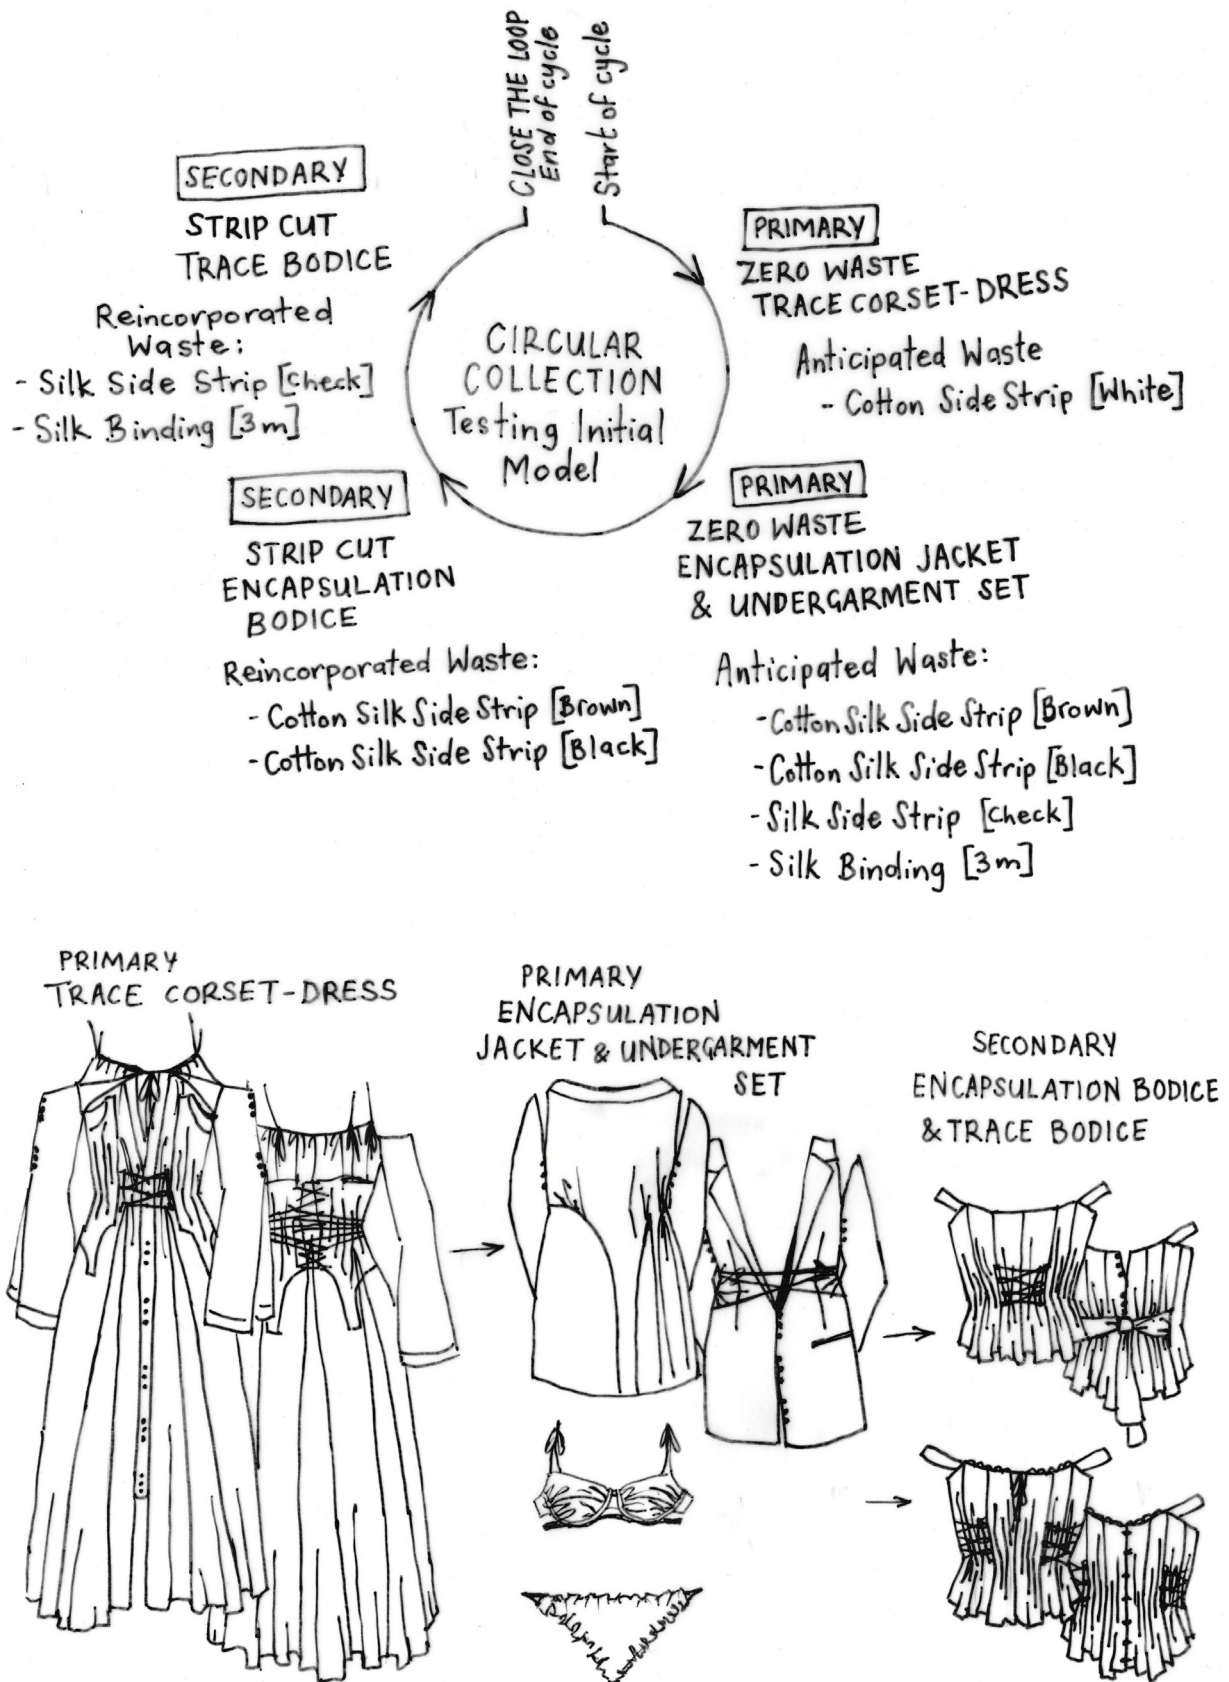 CLOSE THE LOOP
End of cycle
Start of cycle
SECONDARY
STRIP CUT
TRACE BODICE
Reincorporated
Waste:
- Silk Side Strip [Check]
- Silk Binding [3m]
PRIMARY
ZERO WASTE
TRACE CORSET-DRESS
Anticipated Waste
- Cotton Side Strip [White]
CIRCULAR
COLLECTION
Testing Initial
Model
SECONDARY
STRIP CUT
ENCAPSULATION
BODICE
Reincorporated Waste:
- Cotton Silk Side Strip [Brown]
- Cotton Silk Side Strip [Black]
PRIMARY
ZERO WASTE
ENCAPSULATION JACKET
& UNDERGARMENT SET
Anticipated Waste:
- Cotton Silk Side Strip [Brown]
- Cotton Silk Side Strip [Black]
- Silk Side Strip [Check]
- Silk Binding [3m]
PRIMARY
TRACE CORSET-DRESS
PRIMARY
ENCAPSULATION
JACKET & UNDERGARMENT
SET
SECONDARY
ENCAPSULATION BODICE
& TRACE BODICE